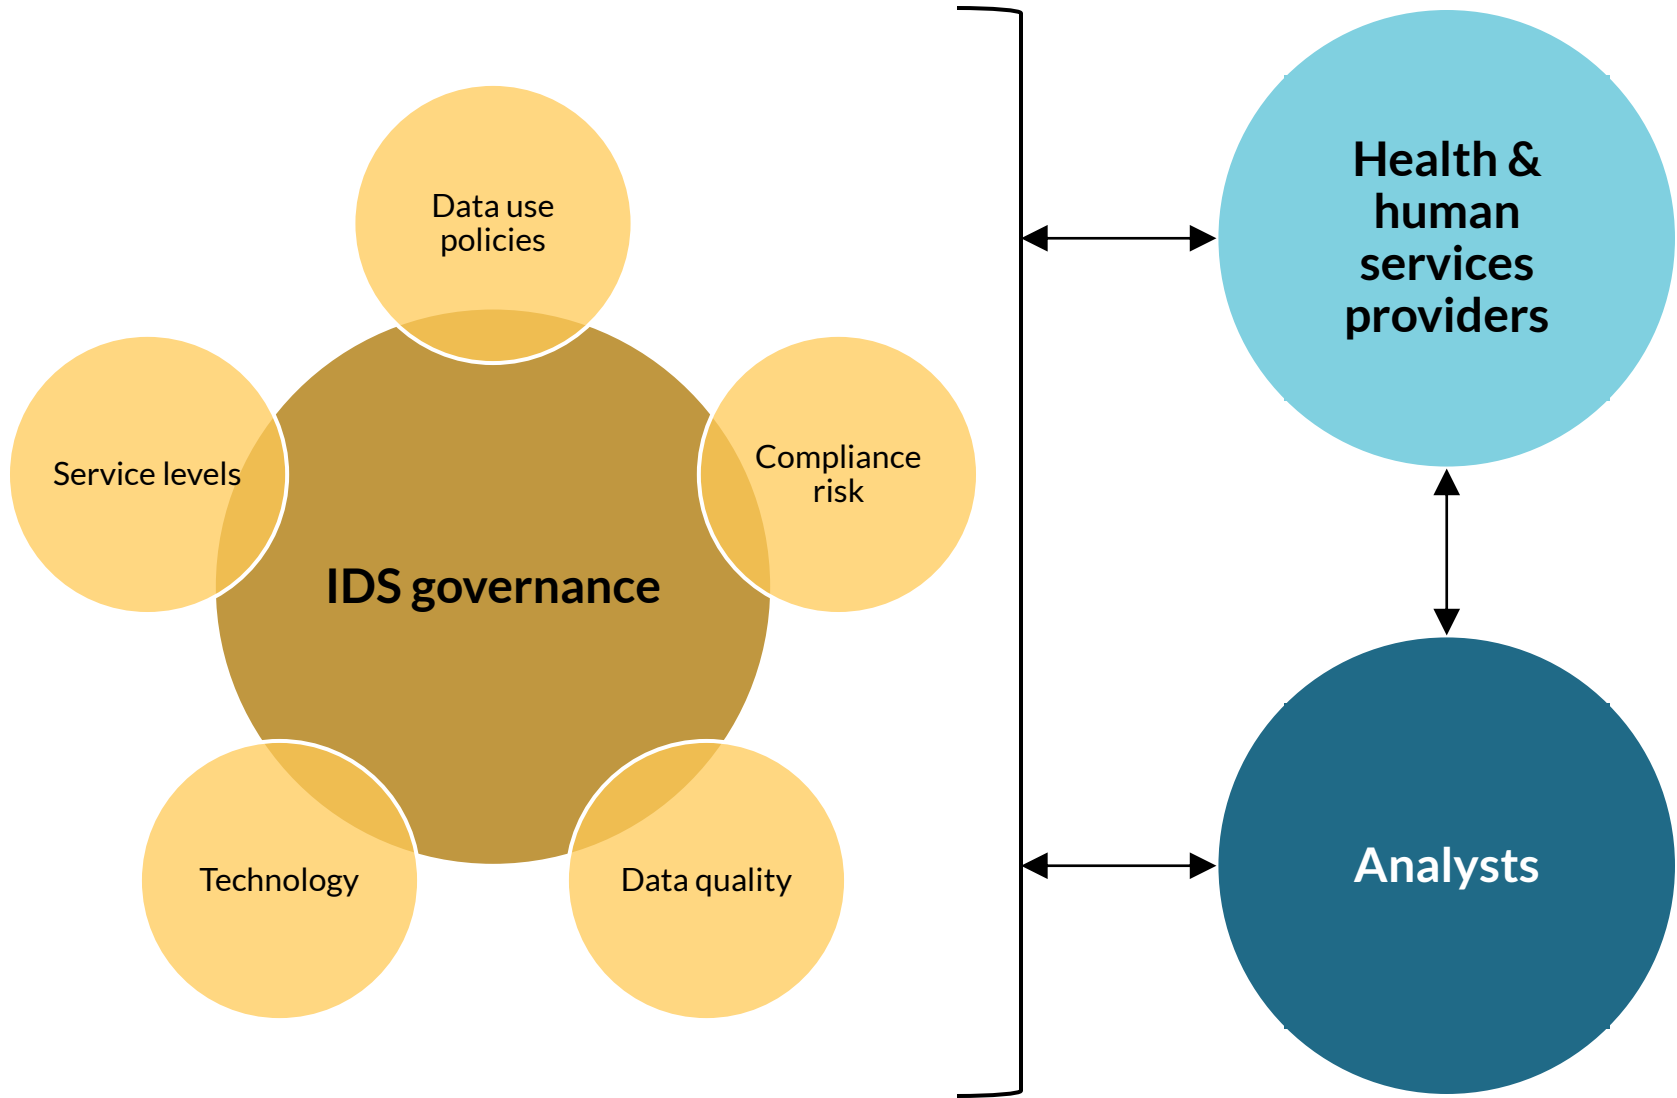 Data use
policies
Service levels
Compliance
risk
IDS governance
Technology
Data quality
Health &
human
services
providers
Analysts